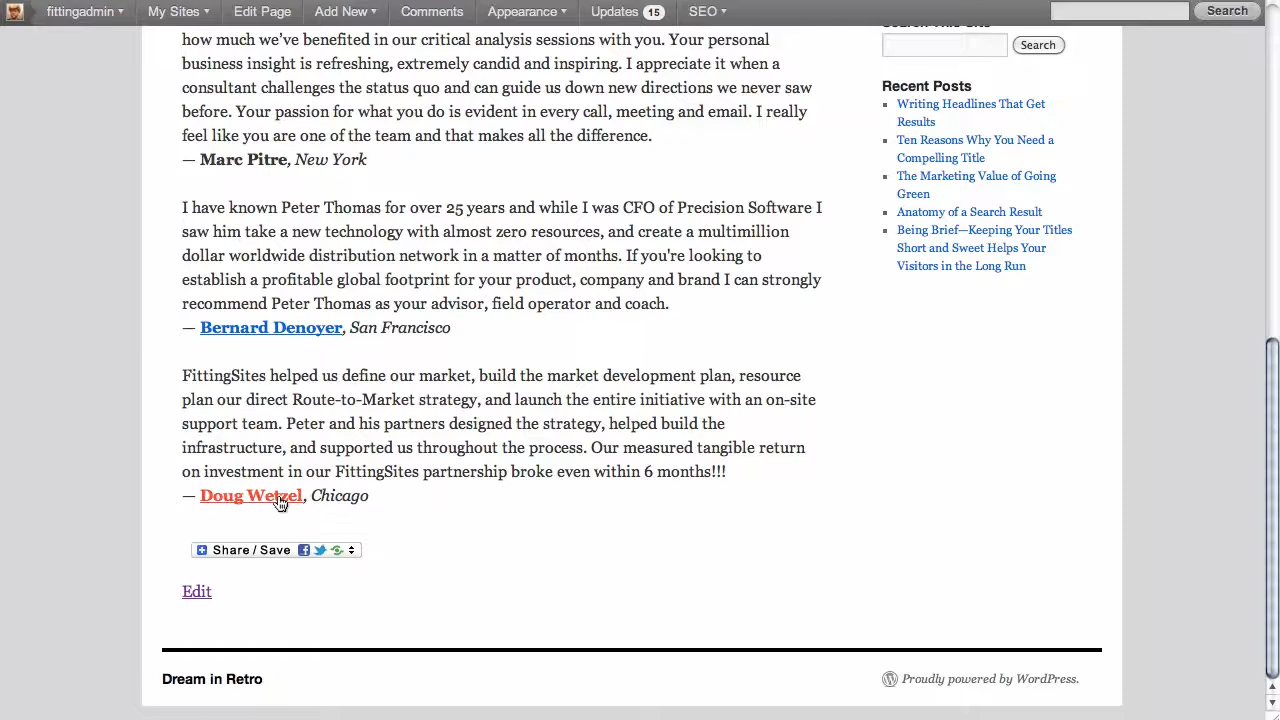 fittingadmin My Sites Edit Page Add New Comments Appearance Updates 15 SEO Search
how much we've benefited in our critical analysis sessions with you. Your personal
business insight is refreshing, extremely candid and inspiring. I appreciate it when a
consultant challenges the status quo and can guide us down new directions we never saw
before. Your passion for what you do is evident in every call, meeting and email. I really
feel like you are one of the team and that makes all the difference.
— Marc Pitre, New York
I have known Peter Thomas for over 25 years and while I was CFO of Precision Software I
saw him take a new technology with almost zero resources, and create a multimillion
dollar worldwide distribution network in a matter of months. If you're looking to
establish a profitable global footprint for your product, company and brand I can strongly
recommend Peter Thomas as your advisor, field operator and coach.
— Bernard Denoyer, San Francisco
FittingSites helped us define our market, build the market development plan, resource
plan our direct Route-to-Market strategy, and launch the entire initiative with an on-site
support team. Peter and his partners designed the strategy, helped build the
infrastructure, and supported us throughout the process. Our measured tangible return
on investment in our FittingSites partnership broke even within 6 months!!!
— Doug Wetzel, Chicago
Share / Save
Edit
Search This Site
Search
Recent Posts
Writing Headlines That Get
Results
Ten Reasons Why You Need a
Compelling Title
The Marketing Value of Going
Green
Anatomy of a Search Result
Being Brief—Keeping Your Titles
Short and Sweet Helps Your
Visitors in the Long Run
Dream in Retro
Proudly powered by WordPress.